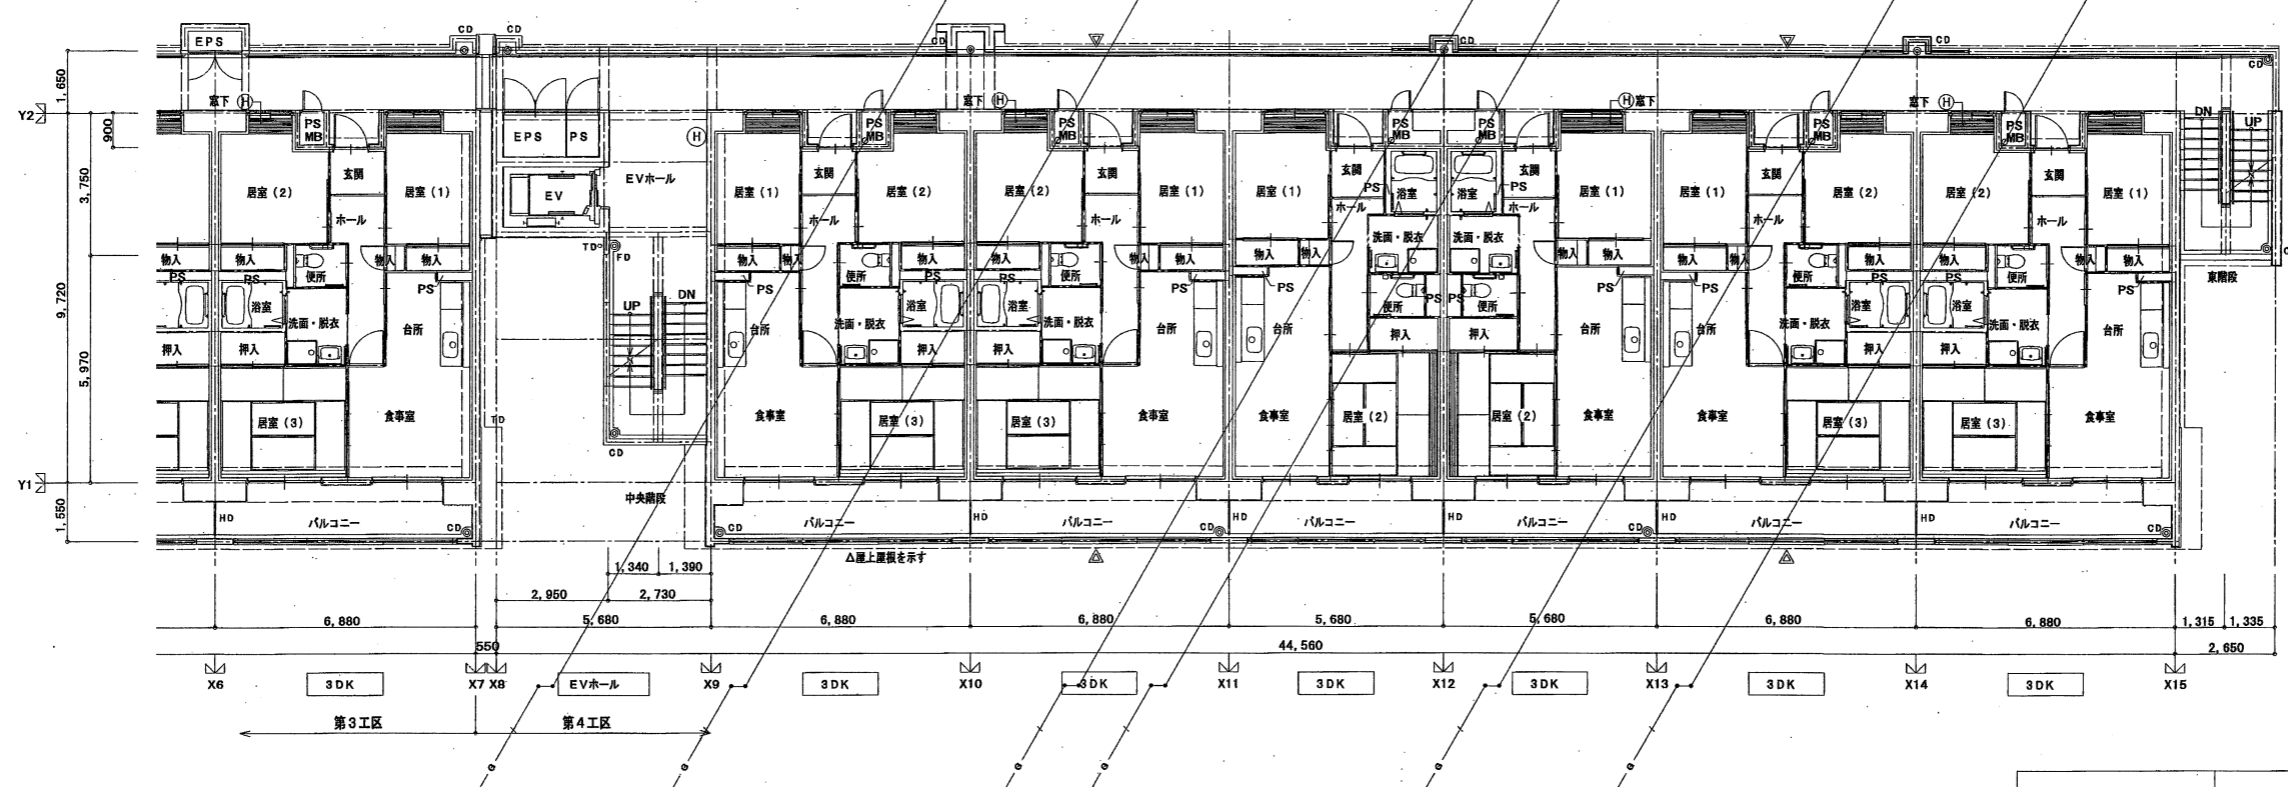 CD CD CD CD CD
EPS
CD
1,650
窓下 H 窓下 H H 窓下 窓下 H
Y2
900
PS MB
EPS PS
H
PS MB PS MB PS MB PS MB PS MB PS MB
DN UP
玄関 玄関 玄関 玄関 玄関 玄関 玄関
EVホール
3,750
居室(2) 居室(1)
EV
居室(1) 居室(2) 居室(2) 居室(1) 居室(1) PS 浴室 浴室 PS 居室(1) 居室(1) 居室(2) 居室(2) 居室(1)
ホール ホール ホール ホール ホール ホール ホール
洗面・脱衣 洗面・脱衣
TD FD
物入 物入 物入 物入
物入 物入 物入 物入 物入 物入 物入 物入 物入 物入 物入 物入 物入 物入 物入 物入
PS PS 便所 PS
便所 PS PS 便所 PS PS 便所 PS PS 便所 PS PS 便所 PS PS 便所 PS
東階段
9,720
浴室 浴室 浴室 浴室 浴室
UP DN
洗面・脱衣 台所 台所 洗面・脱衣 洗面・脱衣 台所 台所 台所 台所 洗面・脱衣 洗面・脱衣 台所
押入 押入 押入 押入 押入 押入 押入 押入
5,970
居室(3) 食事室
TD
食事室 居室(3) 居室(3) 食事室 食事室 居室(2) 居室(2) 食事室 食事室 居室(3) 居室(3) 食事室
CD
Y1
中央階段
1,550
HD バルコニー CD
CD バルコニー HD バルコニー CD HD バルコニー HD バルコニー CD HD バルコニー HD バルコニー CD
△屋上屋根を示す
1,340 1,390
2,950 2,730
6,880 5,680 6,880 6,880 5,680 5,680 6,880 6,880 1,315 1,335
550 44,560 2,650
X6 3DK X7 X8 EVホール X9 3DK X10 3DK X11 3DK X12 3DK X13 3DK X14 3DK X15
第3工区 第4工区